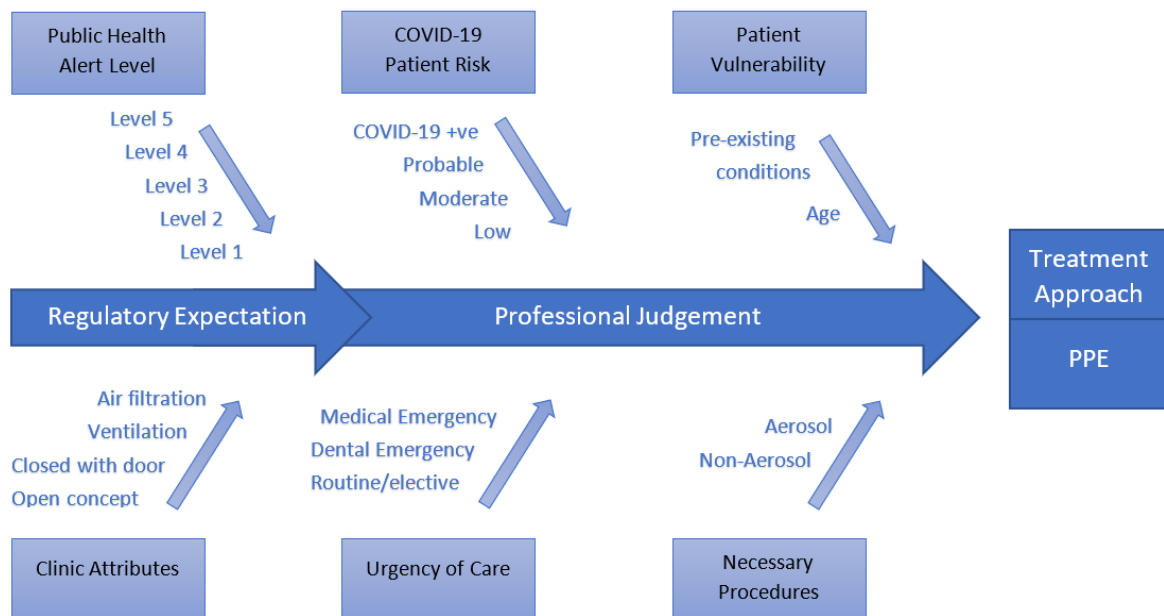 Public Health
Alert Level
COVID-19
Patient Risk
Patient
Vulnerability
Level 5
Level 4
Level 3
Level 2
Level 1
COVID-19 +ve
Probable
Moderate
Low
Pre-existing
conditions
Age
Regulatory Expectation
Professional Judgement
Treatment
Approach
PPE
Air filtration
Ventilation
Closed with door
Open concept
Medical Emergency
Dental Emergency
Routine/elective
Aerosol
Non-Aerosol
Clinic Attributes
Urgency of Care
Necessary
Procedures